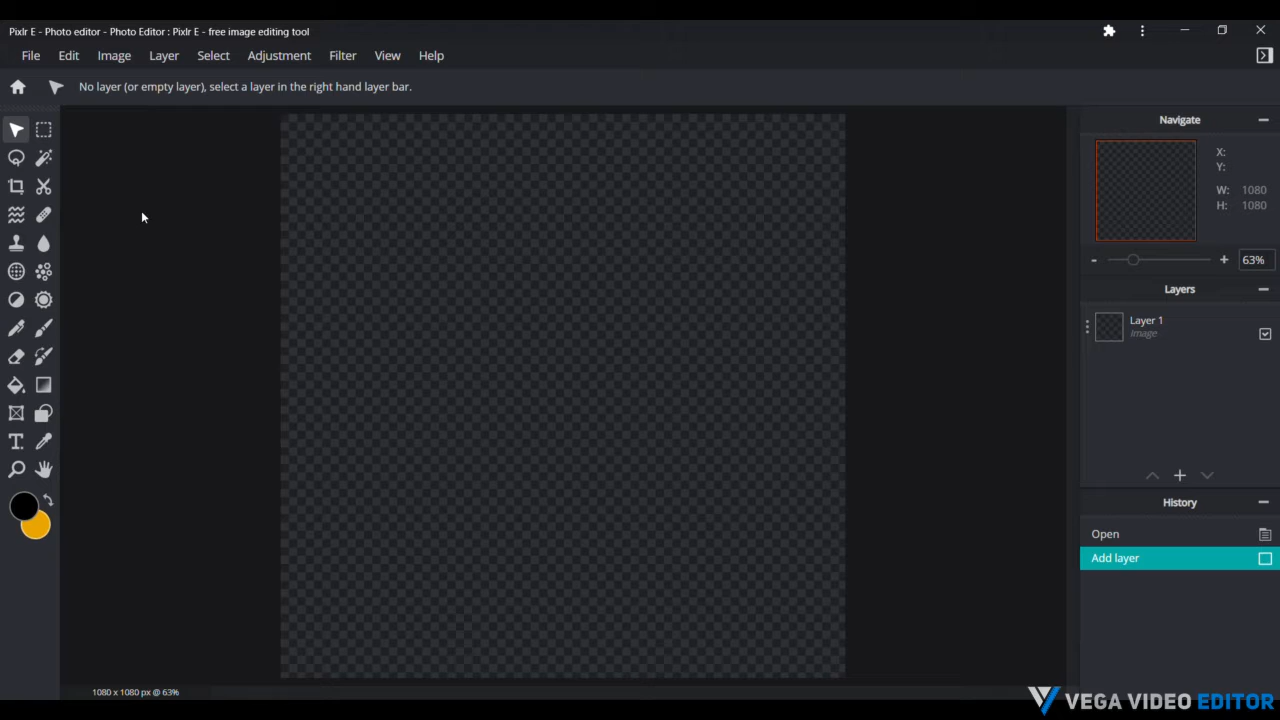 Pixlr E - Photo editor - Photo Editor : Pixlr E - free image editing tool
File Edit Image Layer Select Adjustment Filter View Help
No layer (or empty layer), select a layer in the right hand layer bar.
Navigate
X:
Y:
W: 1080
H: 1080
- + 63%
Layers
Layer 1
Image
History
Open
Add layer
1080 x 1080 px @ 63%
VEGA VIDEO EDITOR